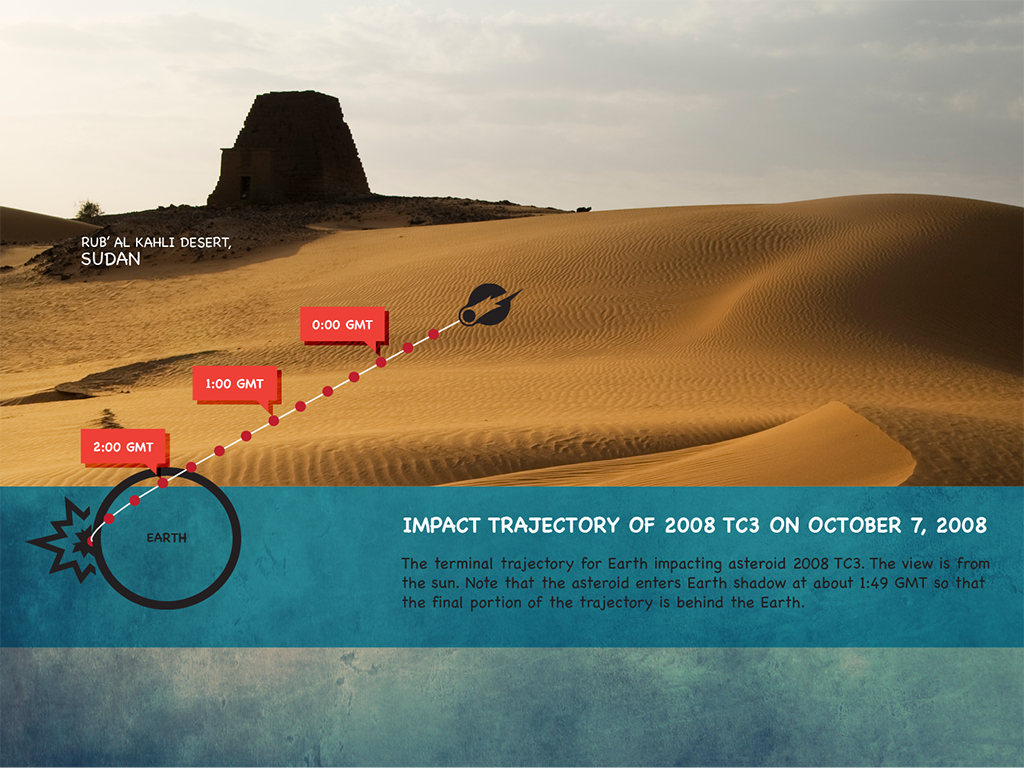 RUB' AL KAHLI DESERT,
SUDAN
0:00 GMT
1:00 GMT
2:00 GMT
EARTH
IMPACT TRAJECTORY OF 2008 TC3 ON OCTOBER 7, 2008
The terminal trajectory for Earth impacting asteroid 2008 TC3. The view is from
the sun. Note that the asteroid enters Earth shadow at about 1:49 GMT so that
the final portion of the trajectory is behind the Earth.